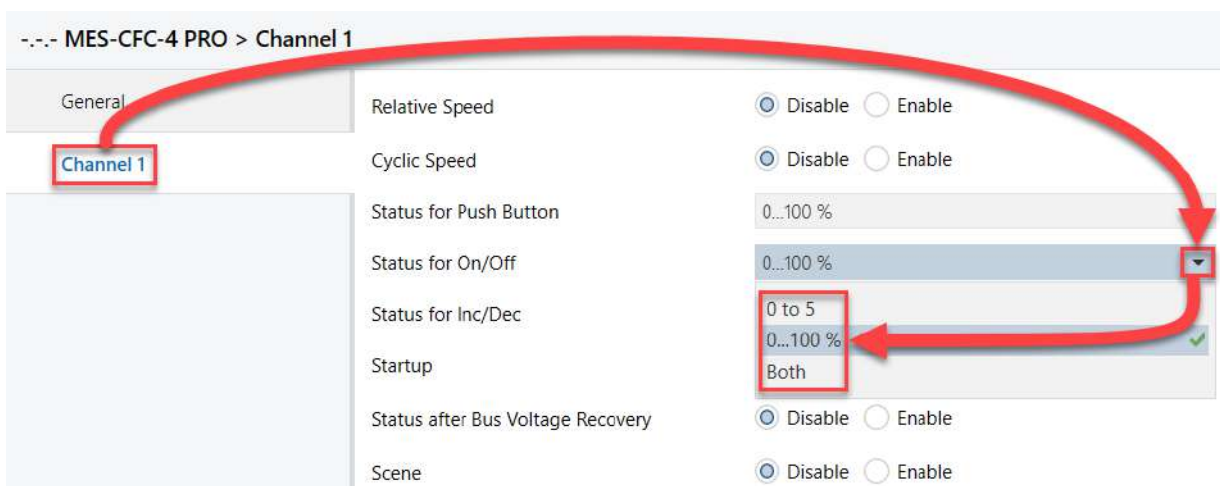 -.-.- MES-CFC-4 PRO > Channel 1
General
Channel 1
Relative Speed Disable Enable
Cyclic Speed Disable Enable
Status for Push Button 0...100 %
Status for On/Off 0...100 %
Status for Inc/Dec 0 to 5
0...100 %
Startup Both
Status after Bus Voltage Recovery Disable Enable
Scene Disable Enable